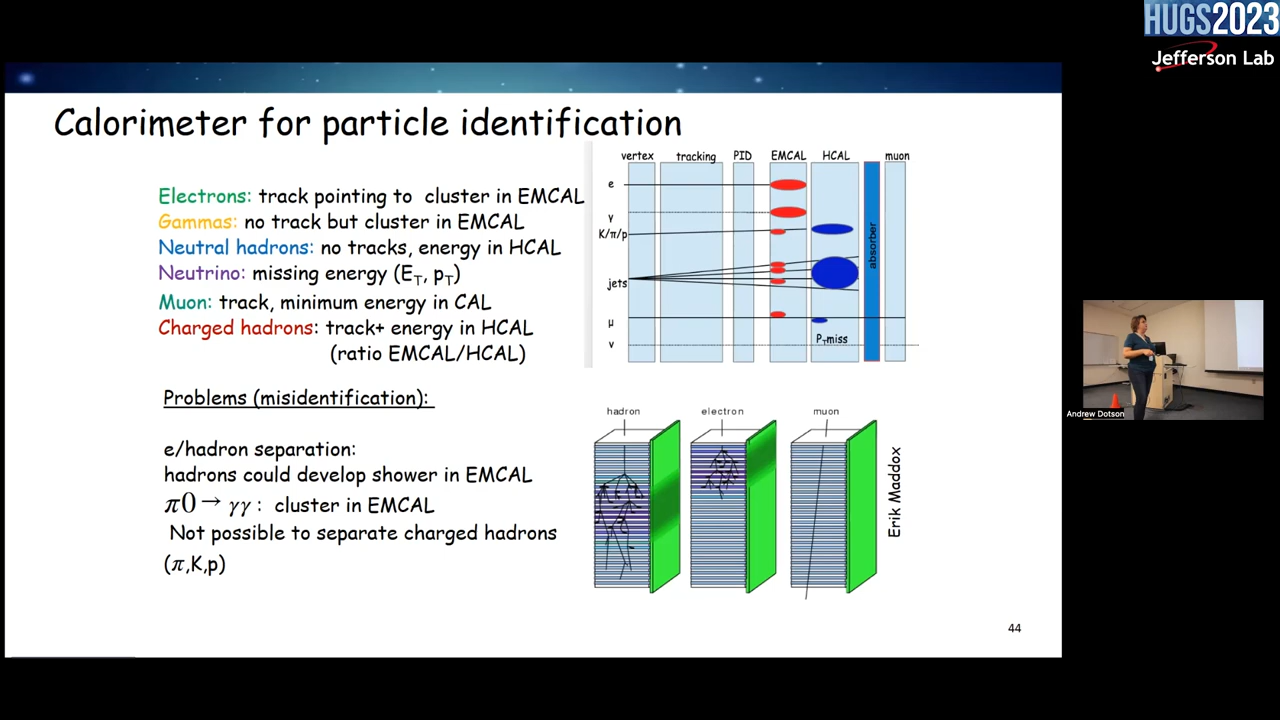 HUGS2023
Jefferson Lab
Calorimeter for particle identification
Electrons: track pointing to cluster in EMCAL
Gammas: no track but cluster in EMCAL
Neutral hadrons: no tracks, energy in HCAL
Neutrino: missing energy (ET, pT)
Muon: track, minimum energy in CAL
Charged hadrons: track+ energy in HCAL
(ratio EMCAL/HCAL)
Problems (misidentification):
e/hadron separation:
hadrons could develop shower in EMCAL
π0 → γγ : cluster in EMCAL
Not possible to separate charged hadrons
(π,K,p)
vertex tracking PID EMCAL HCAL muon
e
γ
K/π/p
jets
μ
ν
absorber
PTmiss
hadron electron muon
Erik Maddox
44
Andrew Dotson